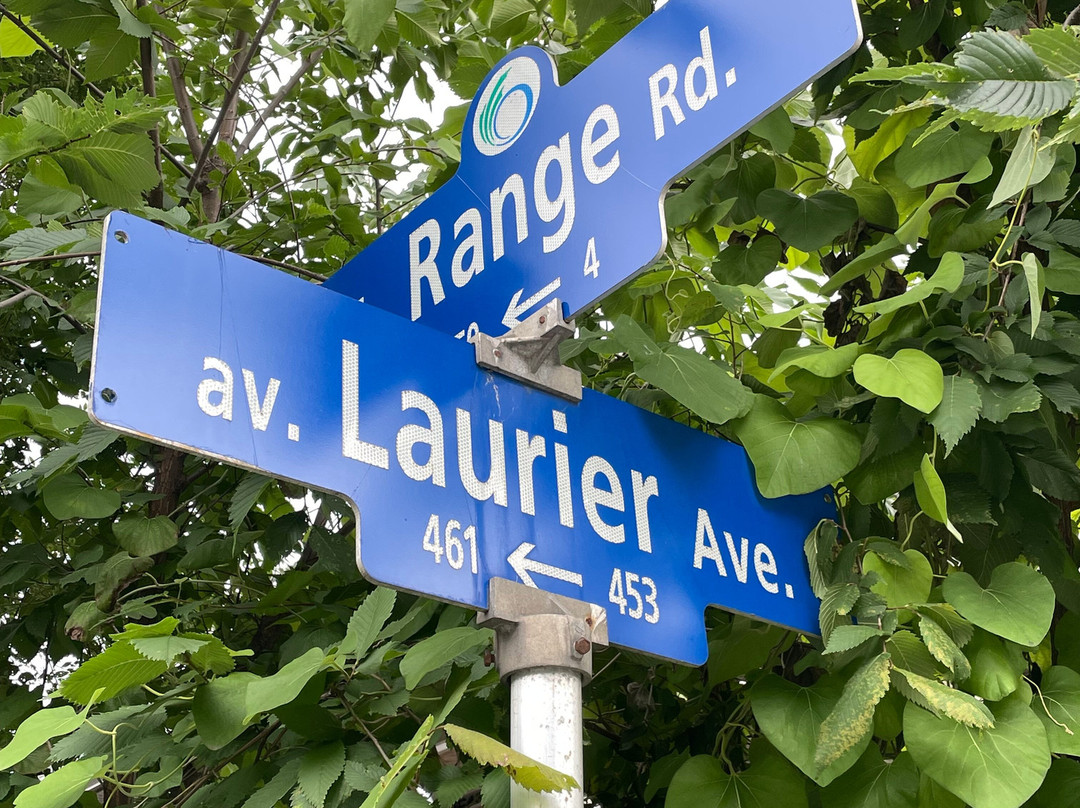 Range Rd.
← 4
av. Laurier Ave.
461 ← 453